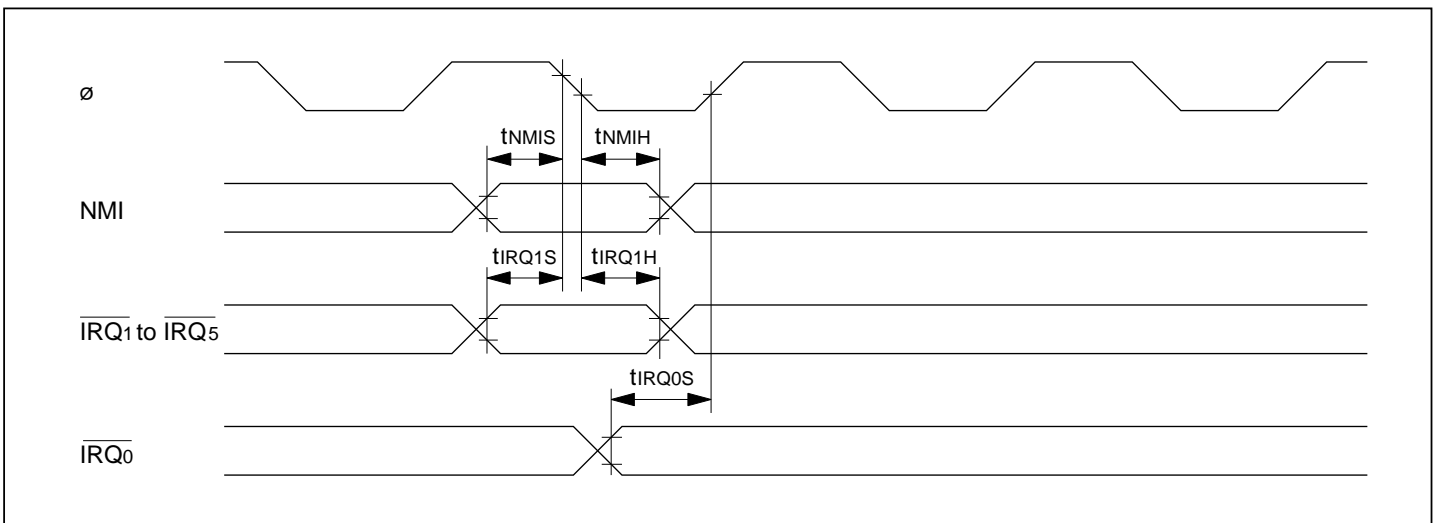 ø
tNMIS tNMIH
NMI
tIRQ1S tIRQ1H
IRQ1 to IRQ5
tIRQ0S
IRQ0